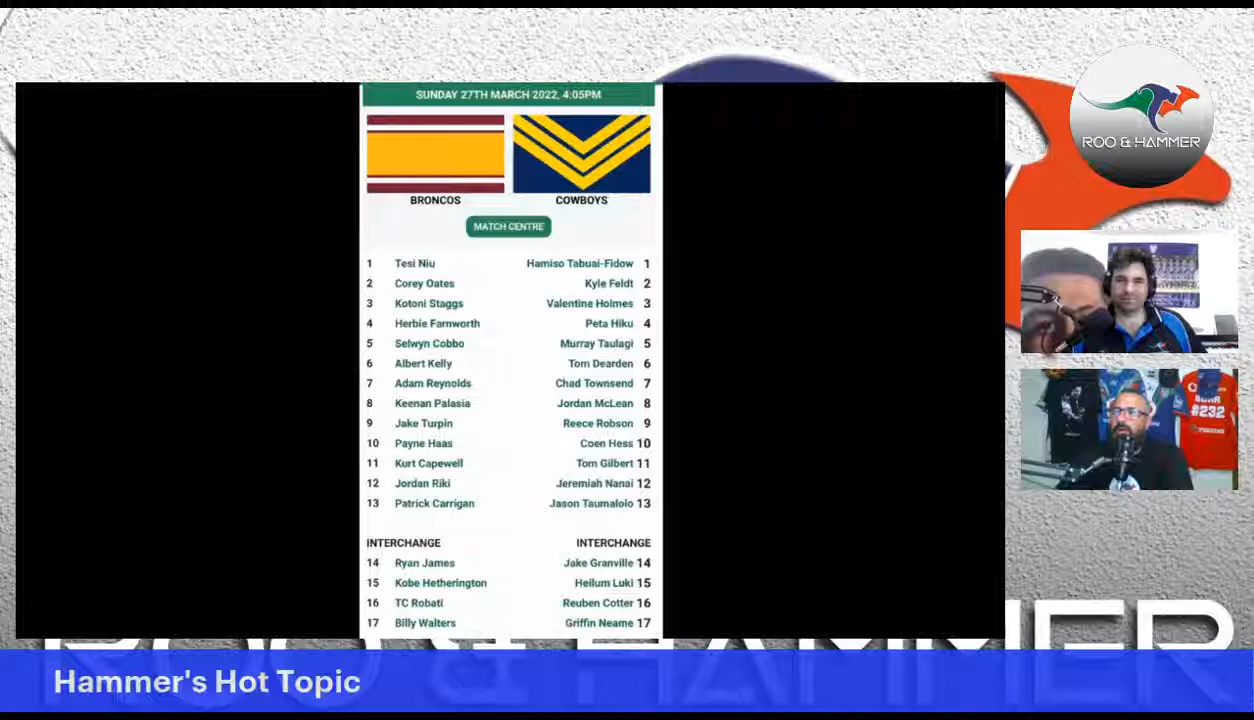 SUNDAY 27TH MARCH 2022, 4:05PM
BRONCOS COWBOYS
MATCH CENTRE
1 Tesi Niu Hamiso Tabuai-Fidow 1
2 Corey Oates Kyle Feldt 2
3 Kotoni Staggs Valentine Holmes 3
4 Herbie Farnworth Peta Hiku 4
5 Selwyn Cobbo Murray Taulagi 5
6 Albert Kelly Tom Dearden 6
7 Adam Reynolds Chad Townsend 7
8 Keenan Palasia Jordan McLean 8
9 Jake Turpin Reece Robson 9
10 Payne Haas Coen Hess 10
11 Kurt Capewell Tom Gilbert 11
12 Jordan Riki Jeremiah Nanai 12
13 Patrick Carrigan Jason Taumalolo 13
INTERCHANGE INTERCHANGE
14 Ryan James Jake Granville 14
15 Kobe Hetherington Heilum Luki 15
16 TC Robati Reuben Cotter 16
17 Billy Walters Griffin Neame 17
ROO & HAMMER
#232
ROO & HAMMER
Hammer's Hot Topic